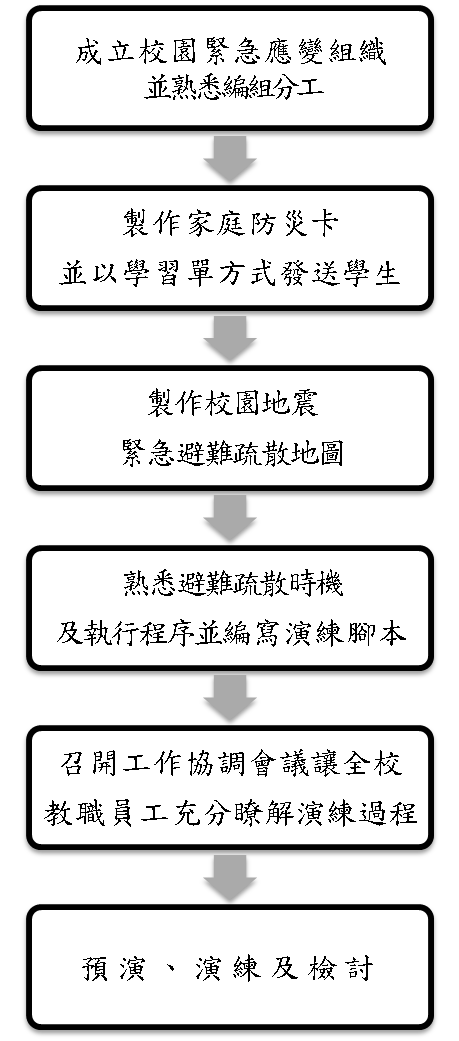 成立校園緊急應變組織
並熟悉編組分工
製作家庭防災卡
並以學習單方式發送學生
製作校園地震
緊急避難疏散地圖
熟悉避難疏散時機
及執行程序並編寫演練腳本
召開工作協調會議讓全校
教職員工充分瞭解演練過程
預演、演練及檢討